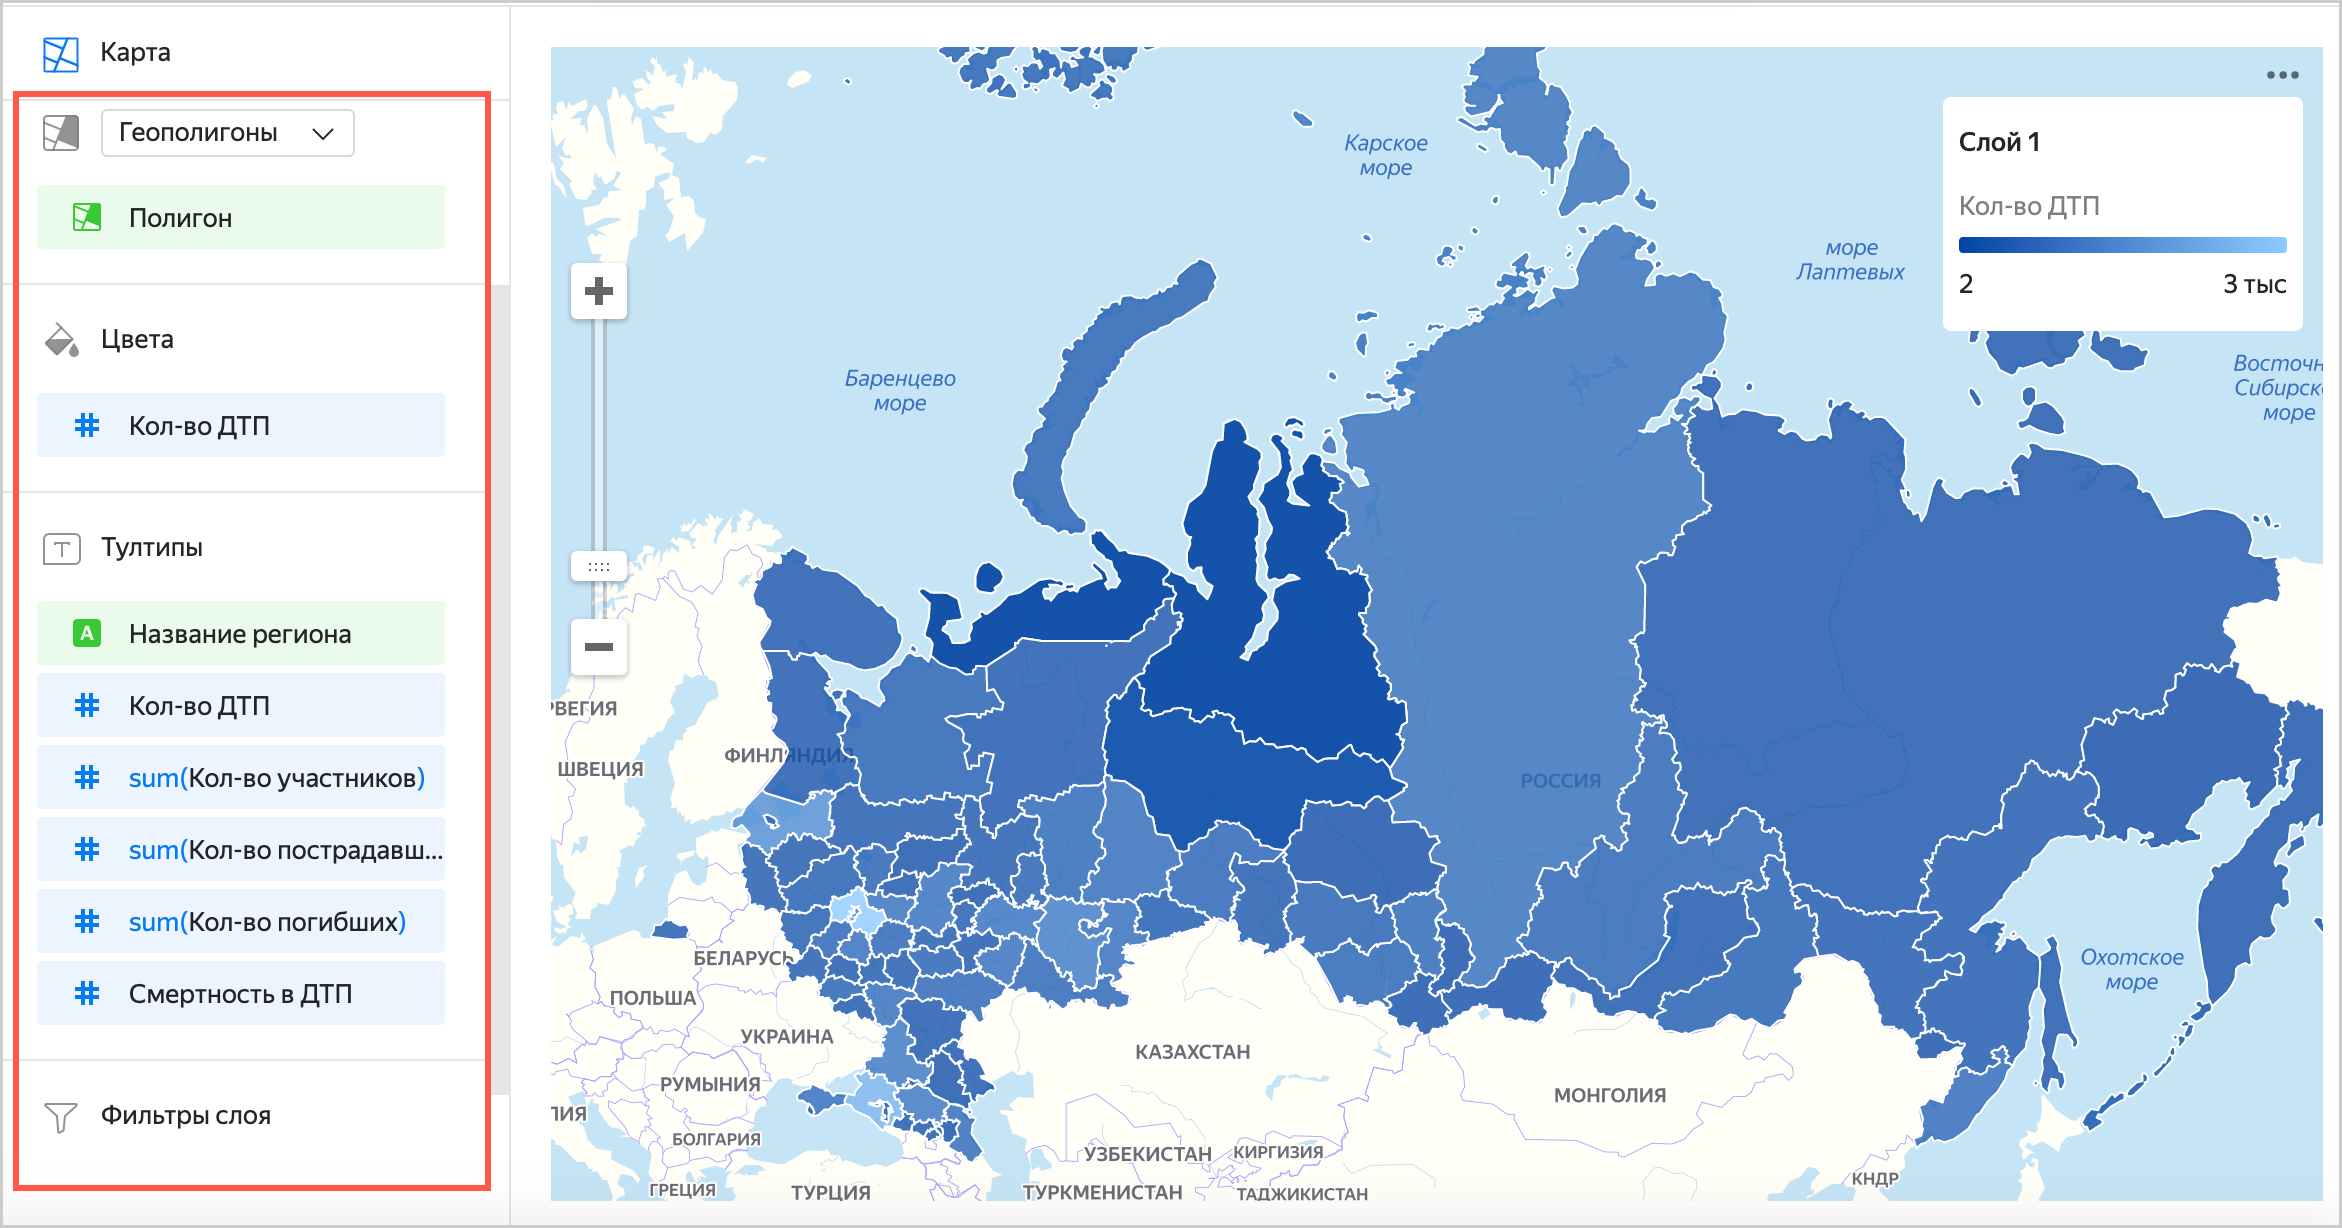 Карта
Геополигоны
Полигон
Цвета
# Кол-во ДТП
Тултипы
A Название региона
# Кол-во ДТП
# sum(Кол-во участников)
# sum(Кол-во пострадавш...
# sum(Кол-во погибших)
# Смертность в ДТП
Фильтры слоя
Слой 1
Кол-во ДТП
2
3 тыс
Карское
море
море
Лаптевых
Баренцево
море
Восточн
Сибирск
море
РВЕГИЯ
ШВЕЦИЯ
ФИНЛЯНДИЯ
РОССИЯ
Охотское
море
БЕЛАРУСЬ
ПОЛЬША
УКРАИНА
КАЗАХСТАН
РУМЫНИЯ
МОНГОЛИЯ
ЛИЯ
БОЛГАРИЯ
УЗБЕКИСТАН
КИРГИЗИЯ
КНДР
ГРЕЦИЯ
ТУРЦИЯ
ТУРКМЕНИСТАН
ТАДЖИКИСТАН